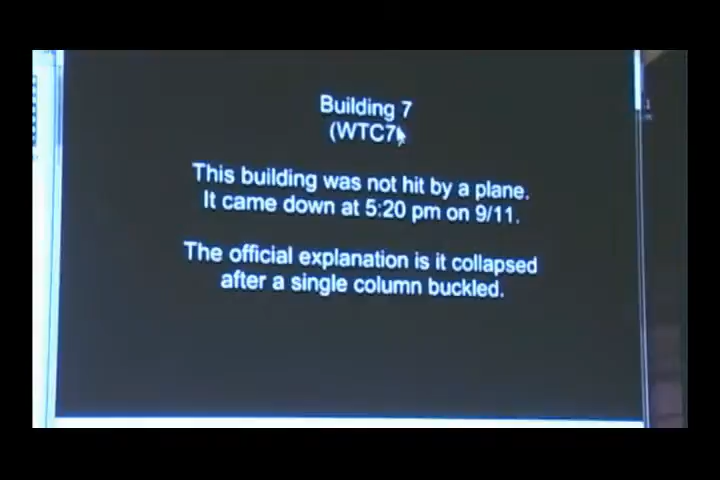 Building 7
(WTC7)
This building was not hit by a plane.
It came down at 5:20 pm on 9/11.
The official explanation is it collapsed
after a single column buckled.